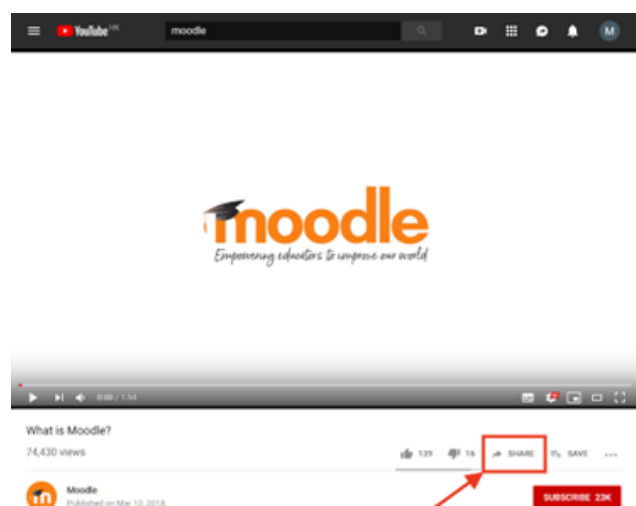 YouTube HK
moodle
M
moodle
Empowering educators to improve our world
0:00 / 1:54
What is Moodle?
74,430 views
139
16
SHARE
SAVE
m
Moodle
Published on Mar 12, 2018
SUBSCRIBE 23K